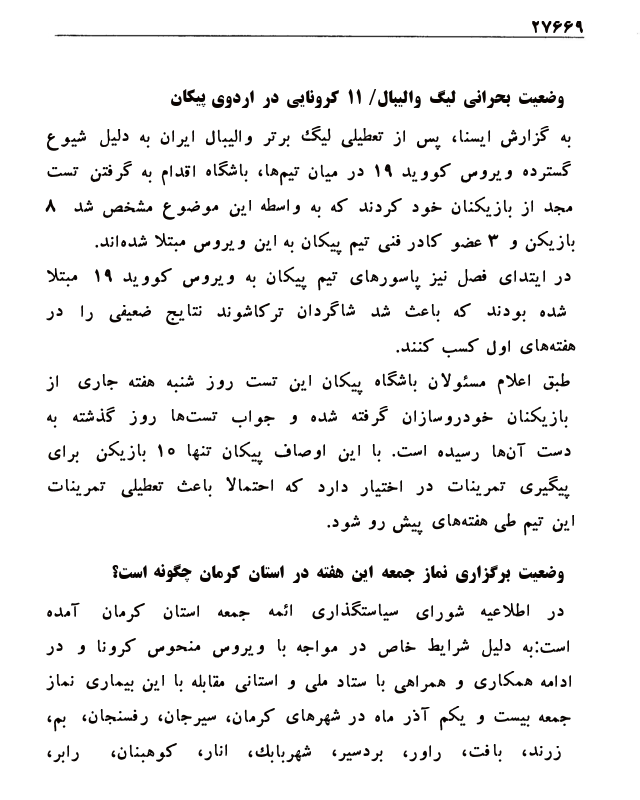 ۲۷۶۶۹
وضعیت بحرانی لیگ والیبال/ ۱۱ کرونایی در اردوی پیکان
به گزارش ایسنا، پس از تعطیلی لیگ برتر والیبال ایران به دلیل شیوع
گسترده ویروس کووید ۱۹ در میان تیم‌ها، باشگاه اقدام به گرفتن تست
مجد از بازیکنان خود کردند که به واسطه این موضوع مشخص شد ۸
بازیکن و ۳ عضو کادر فنی تیم پیکان به این ویروس مبتلا شده‌اند.
در ابتدای فصل نیز پاسورهای تیم پیکان به ویروس کووید ۱۹ مبتلا
شده بودند که باعث شد شاگردان ترکاشوند نتایج ضعیفی را در
هفته‌های اول کسب کنند.
طبق اعلام مسئولان باشگاه پیکان این تست روز شنبه هفته جاری از
بازیکنان خودروسازان گرفته شده و جواب تست‌ها روز گذشته به
دست آن‌ها رسیده است. با این اوصاف پیکان تنها ۱۰ بازیکن برای
پیگیری تمرینات در اختیار دارد که احتمالا باعث تعطیلی تمرینات
این تیم طی هفته‌های پیش رو شود.
وضعیت برگزاری نماز جمعه این هفته در استان کرمان چگونه است؟
در اطلاعیه شورای سیاستگذاری ائمه جمعه استان کرمان آمده
است:به دلیل شرایط خاص در مواجه با ویروس منحوس کرونا و در
ادامه همکاری و همراهی با ستاد ملی و استانی مقابله با این بیماری نماز
جمعه بیست و یکم آذر ماه در شهرهای کرمان، سیرجان، رفسنجان، بم،
زرند، بافت، راور، بردسیر، شهربابک، انار، کوهبنان، رابر،